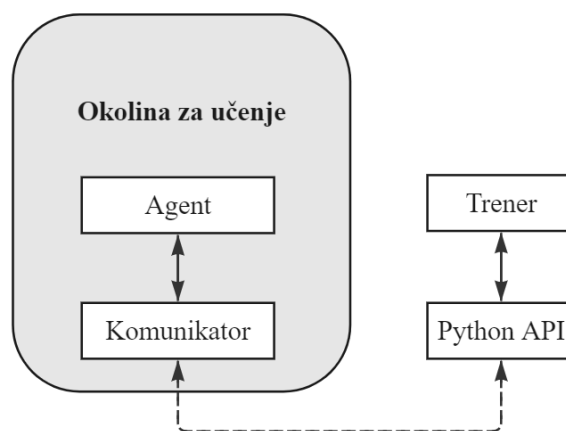 Okolina za učenje
Agent
Trener
Komunikator
Python API